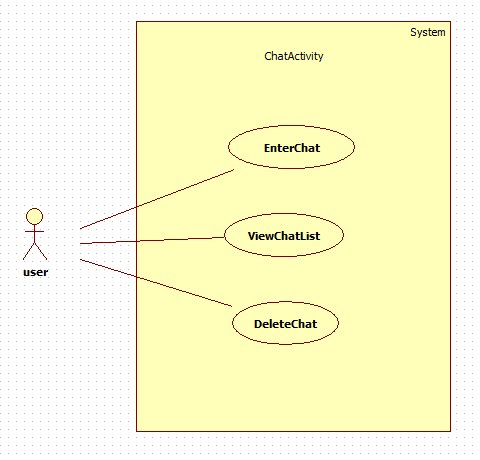 System
ChatActivity
EnterChat
ViewChatList
user
DeleteChat